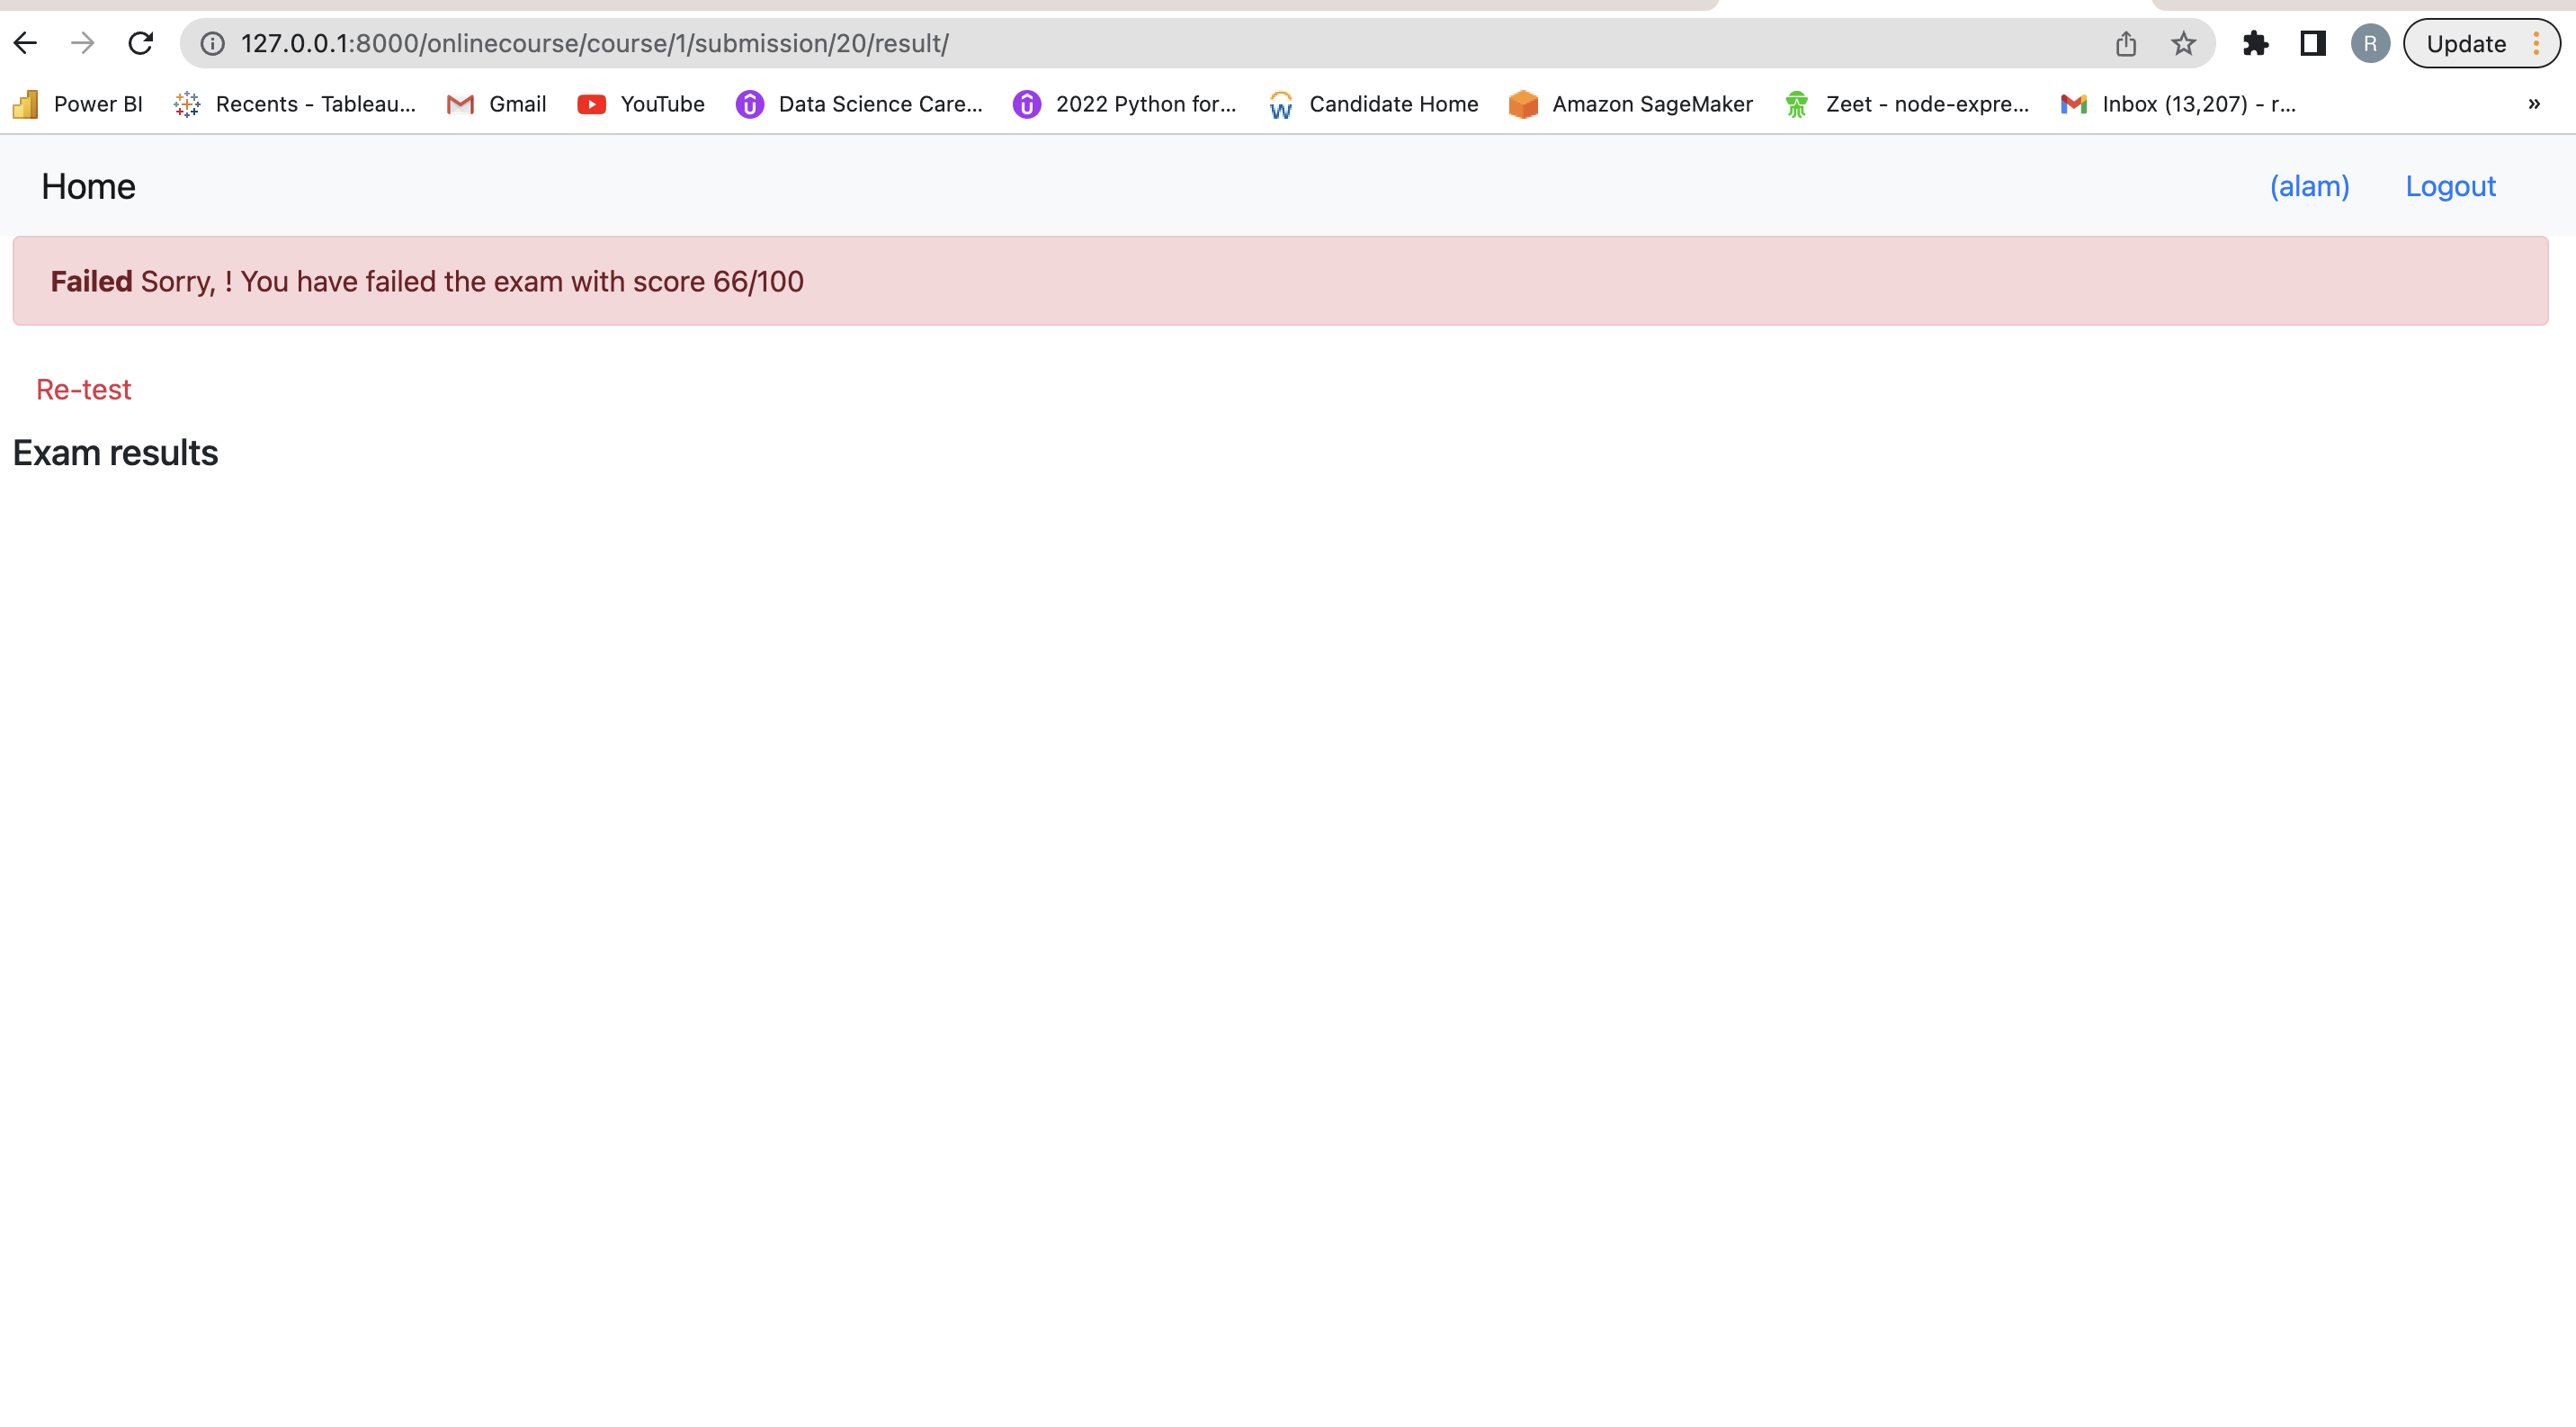 127.0.0.1:8000/onlinecourse/course/1/submission/20/result/
R
Update
Power BI
Recents - Tableau...
Gmail
YouTube
Data Science Care...
2022 Python for...
Candidate Home
Amazon SageMaker
Zeet - node-expre...
Inbox (13,207) - r...
»
Home
(alam)
Logout
Failed Sorry, ! You have failed the exam with score 66/100
Re-test
Exam results